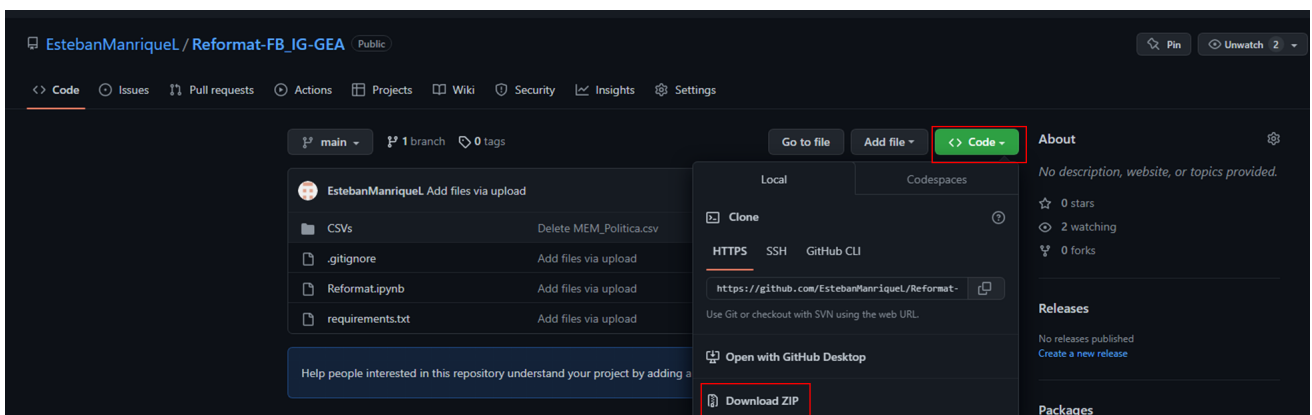 EstebanManriqueL / Reformat-FB_IG-GEA Public
Pin
Unwatch 2
Code Issues Pull requests Actions Projects Wiki Security Insights Settings
main 1 branch 0 tags
Go to file Add file Code
EstebanManriqueL Add files via upload
CSVs Delete MEM_Politica.csv
.gitignore Add files via upload
Reformat.ipynb Add files via upload
requirements.txt Add files via upload
Help people interested in this repository understand your project by adding a
Local Codespaces
Clone
HTTPS SSH GitHub CLI
https://github.com/EstebanManriqueL/Reformat-
Use Git or checkout with SVN using the web URL.
Open with GitHub Desktop
Download ZIP
About
No description, website, or topics provided.
0 stars
2 watching
0 forks
Releases
No releases published
Create a new release
Packages